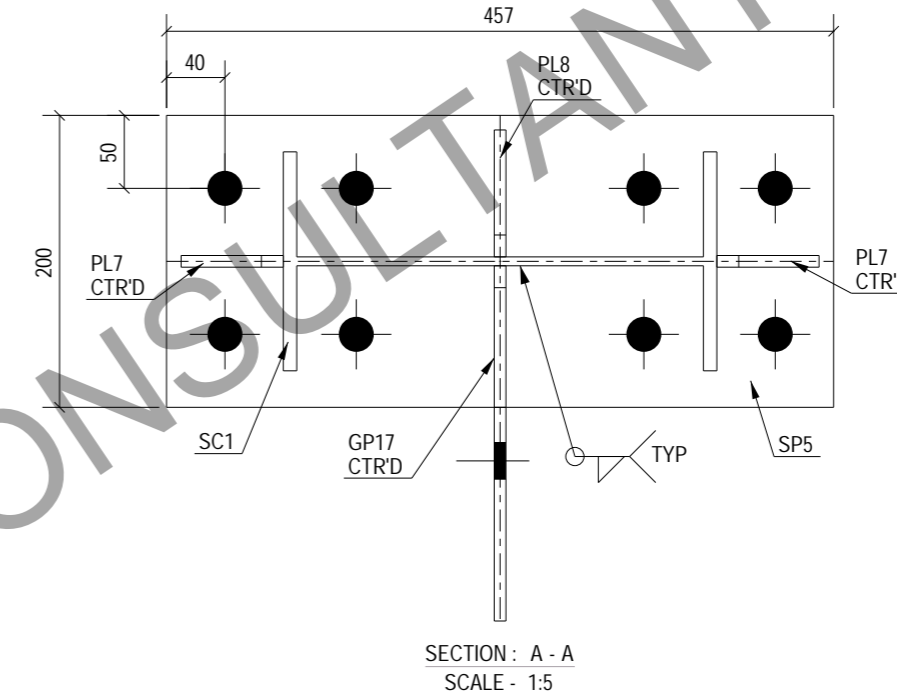 457
40
PL8
CTR'D
50
200
PL7
CTR'D
PL7
CTR'
SC1
GP17
CTR'D
TYP
SP5
SECTION : A - A
SCALE - 1:5
ONSULTANT